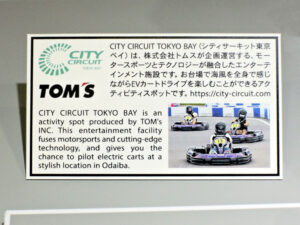 CITY
CIRCUIT
TOKYO BAY
TOM'S
CITY CIRCUIT TOKYO BAY（シティサーキット東京
ベイ）は、株式会社トムスが企画運営する、モー
タースポーツとテクノロジーが融合したエンターテ
インメント施設です。お台場で海風を全身で感じ
ながらEVカートドライブを楽しむことができるアク
ティビティスポットです。https://city-circuit.com
CITY CIRCUIT TOKYO BAY is an
activity spot produced by TOM's
INC. This entertainment facility
fuses motorsports and cutting-edge
technology, and gives you the
chance to pilot electric carts at a
stylish location in Odaiba.